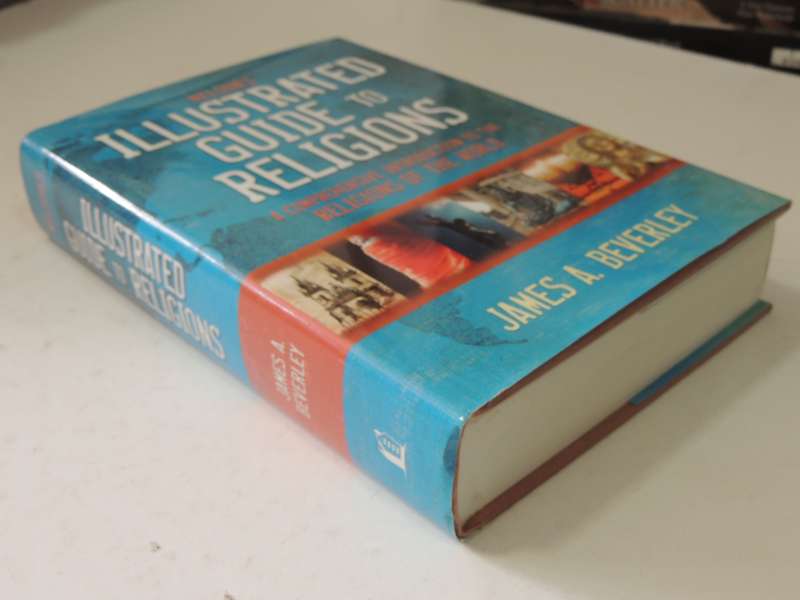 NELSON'S
ILLUSTRATED
GUIDE TO
RELIGIONS
A COMPREHENSIVE INTRODUCTION TO THE
RELIGIONS OF THE WORLD
JAMES A. BEVERLEY
ILLUSTRATED
GUIDE TO RELIGIONS
JAMES A.
BEVERLEY